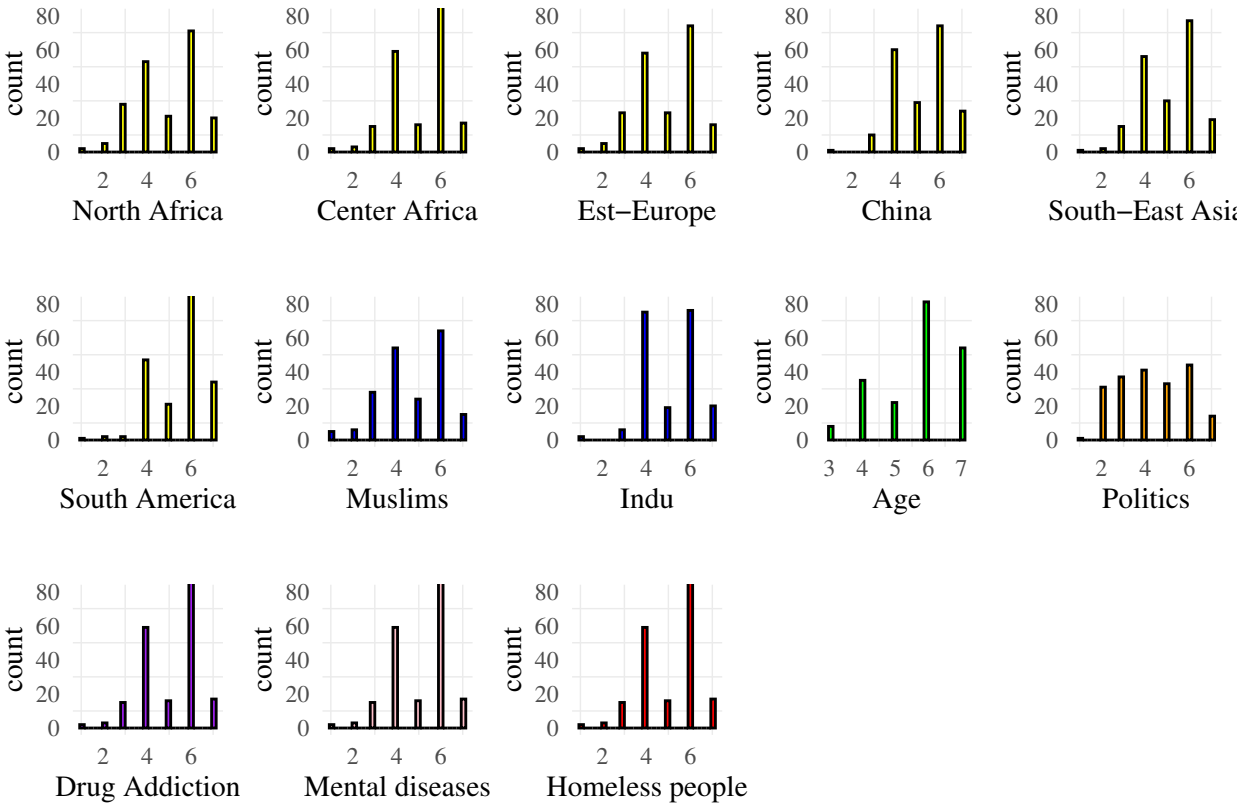 80
60
40
20
0
count
2 4 6
North Africa
80
60
40
20
0
count
2 4 6
Center Africa
80
60
40
20
0
count
2 4 6
Est−Europe
80
60
40
20
0
count
2 4 6
China
80
60
40
20
0
count
2 4 6
South−East Asia
80
60
40
20
0
count
2 4 6
South America
80
60
40
20
0
count
2 4 6
Muslims
80
60
40
20
0
count
2 4 6
Indu
80
60
40
20
0
count
3 4 5 6 7
Age
80
60
40
20
0
count
2 4 6
Politics
80
60
40
20
0
count
2 4 6
Drug Addiction
80
60
40
20
0
count
2 4 6
Mental diseases
80
60
40
20
0
count
2 4 6
Homeless people